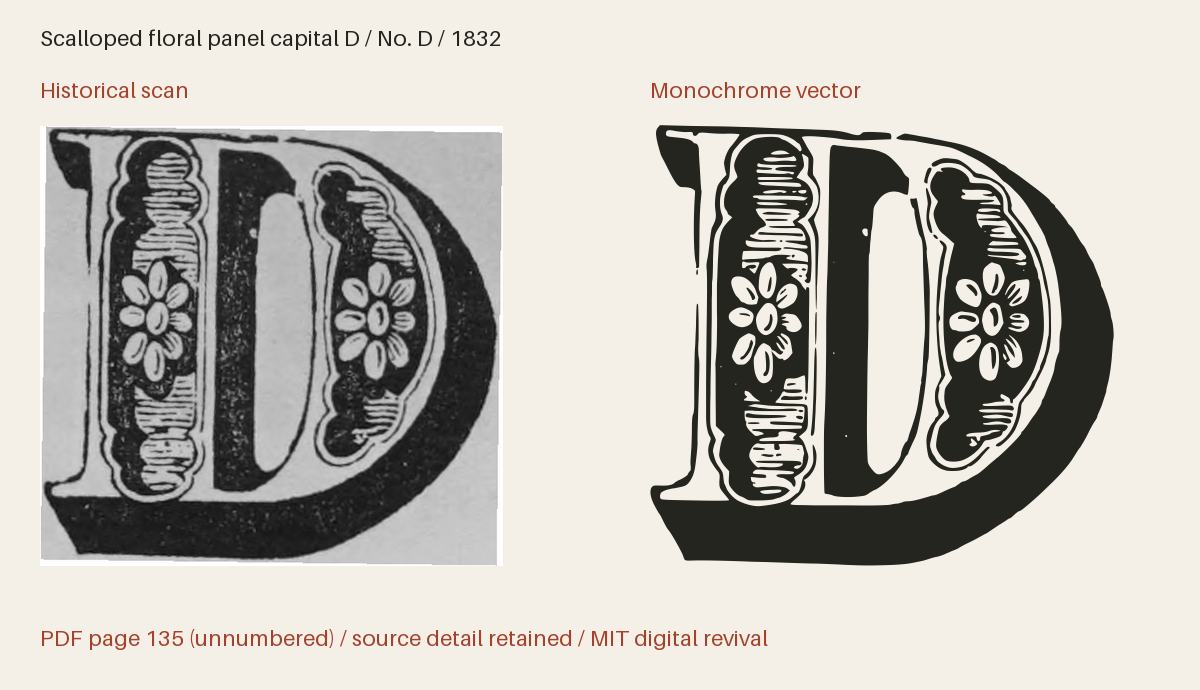 Scalloped floral panel capital D / No. D / 1832
Historical scan
Monochrome vector
D
D
PDF page 135 (unnumbered) / source detail retained / MIT digital revival